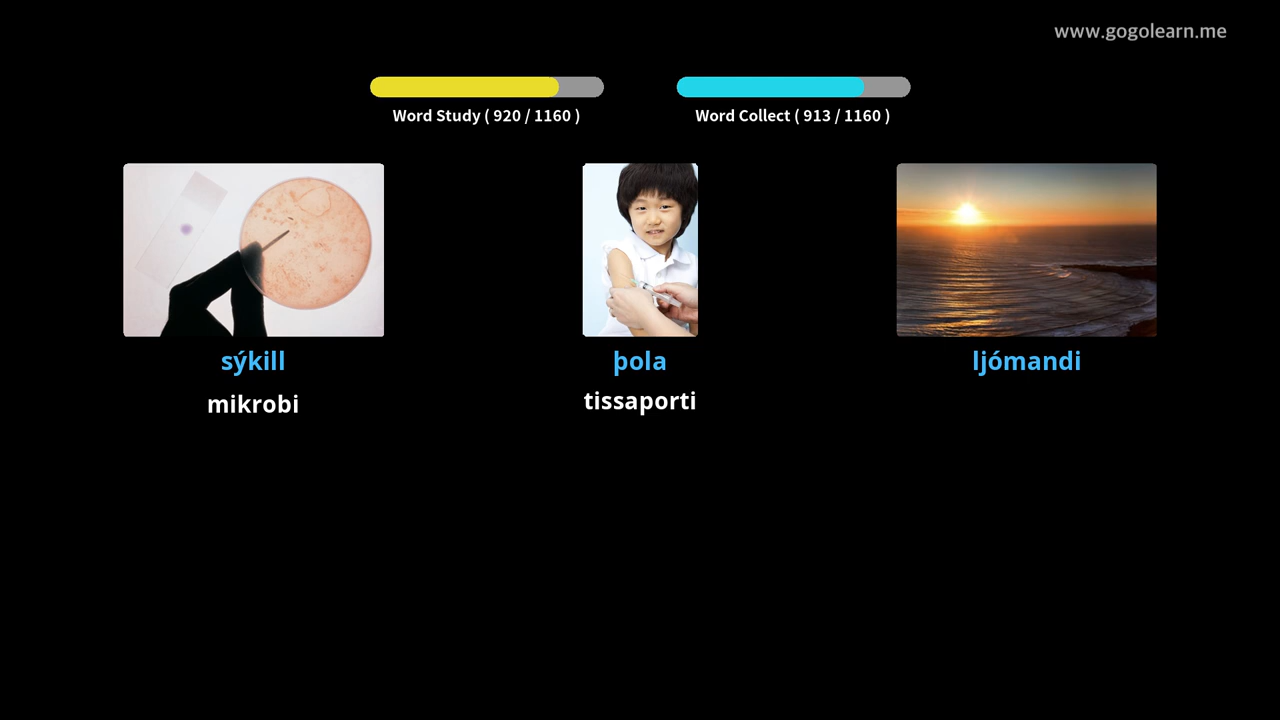 www.gogolearn.me
Word Study ( 920 / 1160 )
Word Collect ( 913 / 1160 )
sýkill
þola
ljómandi
mikrobi
tissaporti